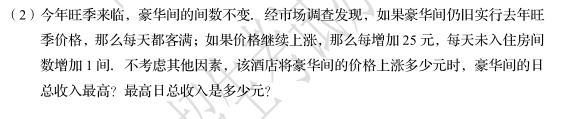 （2）今年旺季来临，豪华间的间数不变．经市场调查发现，如果豪华间仍旧实行去年旺
季价格，那么每天都客满；如果价格继续上涨，那么每增加 25 元，每天未入住房间
数增加 1 间．不考虑其他因素，该酒店将豪华间的价格上涨多少元时，豪华间的日
总收入最高？最高日总收入是多少元？